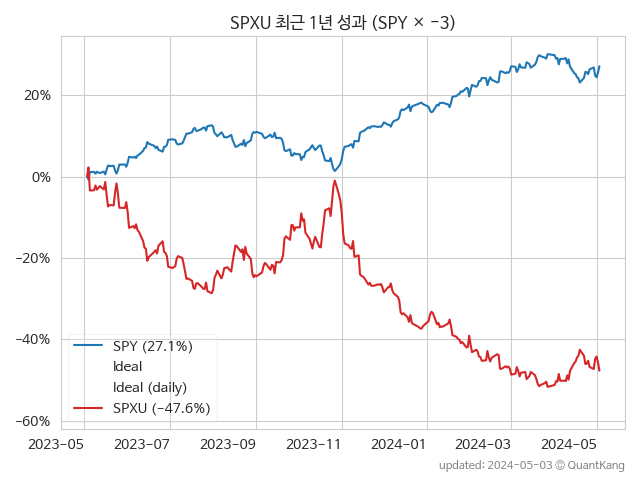 SPXU 최근 1년 성과 (SPY × −3)
20%
0%
−20%
−40%
−60%
SPY (27.1%)
Ideal
Ideal (daily)
SPXU (−47.6%)
2023-05 2023-07 2023-09 2023-11 2024-01 2024-03 2024-05
updated: 2024-05-03 ⓒ QuantKang